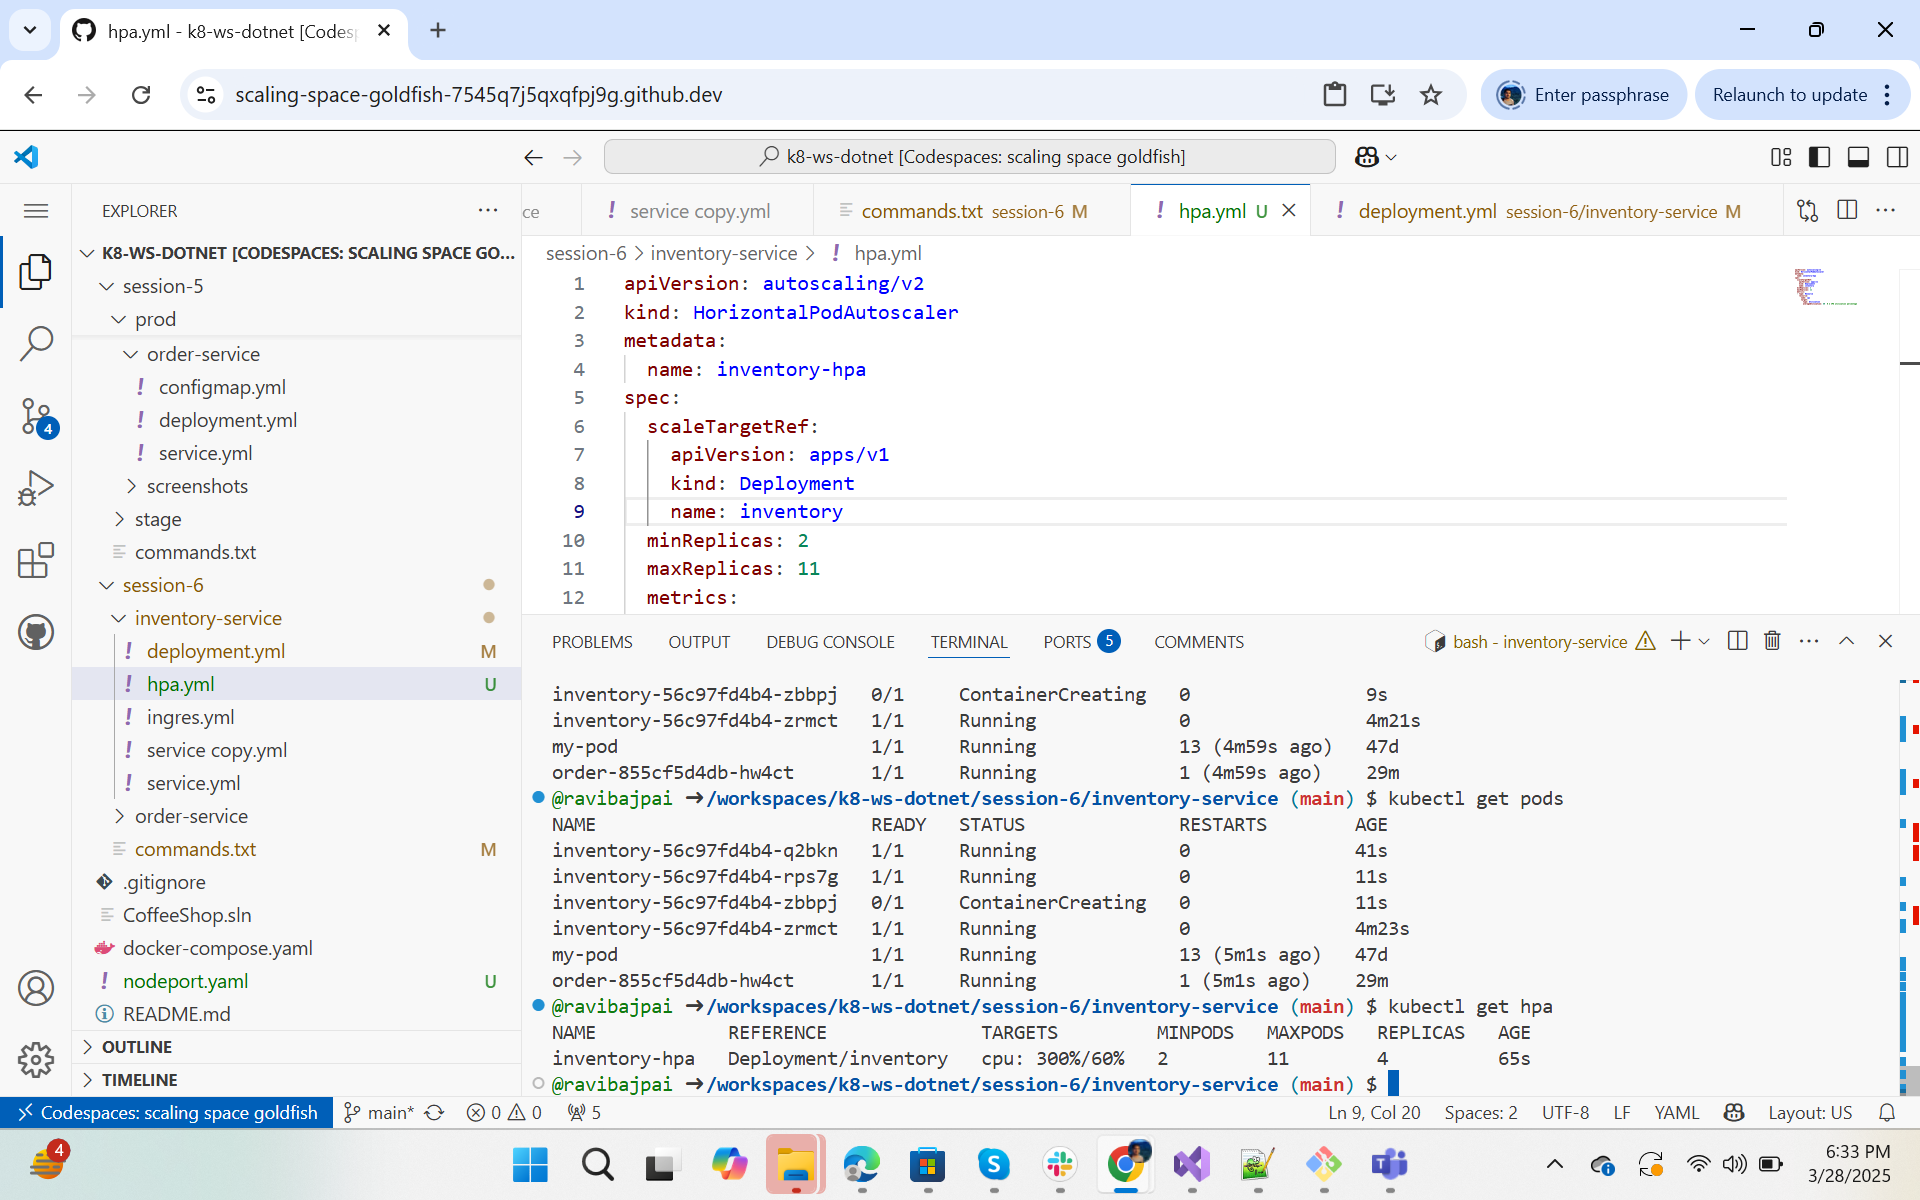 hpa.yml - k8-ws-dotnet [Codesp
scaling-space-goldfish-7545q7j5qxqfpj9g.github.dev
Enter passphrase
Relaunch to update
k8-ws-dotnet [Codespaces: scaling space goldfish]
EXPLORER
K8-WS-DOTNET [CODESPACES: SCALING SPACE GO...
session-5
prod
order-service
configmap.yml
deployment.yml
service.yml
screenshots
stage
commands.txt
session-6
inventory-service
deployment.yml M
hpa.yml U
ingres.yml
service copy.yml
service.yml
order-service
commands.txt M
.gitignore
CoffeeShop.sln
docker-compose.yaml
nodeport.yaml U
README.md
OUTLINE
TIMELINE
4
ce
service copy.yml
commands.txt session-6 M
hpa.yml U
deployment.yml session-6/inventory-service M
session-6 > inventory-service > hpa.yml
1 apiVersion: autoscaling/v2
2 kind: HorizontalPodAutoscaler
3 metadata:
4 name: inventory-hpa
5 spec:
6 scaleTargetRef:
7 apiVersion: apps/v1
8 kind: Deployment
9 name: inventory
10 minReplicas: 2
11 maxReplicas: 11
12 metrics:
PROBLEMS OUTPUT DEBUG CONSOLE TERMINAL PORTS 5 COMMENTS
bash - inventory-service
inventory-56c97fd4b4-zbbpj 0/1 ContainerCreating 0 9s
inventory-56c97fd4b4-zrmct 1/1 Running 0 4m21s
my-pod 1/1 Running 13 (4m59s ago) 47d
order-855cf5d4db-hw4ct 1/1 Running 1 (4m59s ago) 29m
@ravibajpai ➜ /workspaces/k8-ws-dotnet/session-6/inventory-service (main) $ kubectl get pods
NAME READY STATUS RESTARTS AGE
inventory-56c97fd4b4-q2bkn 1/1 Running 0 41s
inventory-56c97fd4b4-rps7g 1/1 Running 0 11s
inventory-56c97fd4b4-zbbpj 0/1 ContainerCreating 0 11s
inventory-56c97fd4b4-zrmct 1/1 Running 0 4m23s
my-pod 1/1 Running 13 (5m1s ago) 47d
order-855cf5d4db-hw4ct 1/1 Running 1 (5m1s ago) 29m
@ravibajpai ➜ /workspaces/k8-ws-dotnet/session-6/inventory-service (main) $ kubectl get hpa
NAME REFERENCE TARGETS MINPODS MAXPODS REPLICAS AGE
inventory-hpa Deployment/inventory cpu: 300%/60% 2 11 4 65s
@ravibajpai ➜ /workspaces/k8-ws-dotnet/session-6/inventory-service (main) $
Codespaces: scaling space goldfish main* 0 0 5
Ln 9, Col 20 Spaces: 2 UTF-8 LF YAML Layout: US
4
6:33 PM
3/28/2025